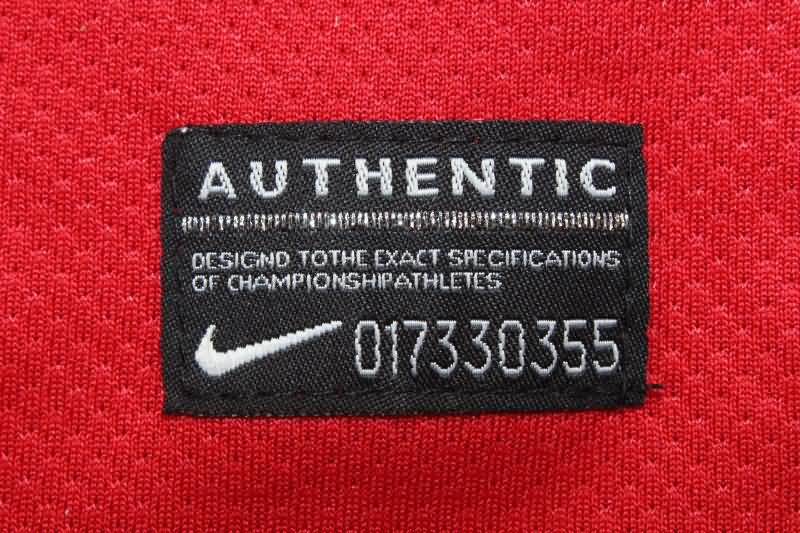 AUTHENTIC
DESIGND TOTHE EXACT SPECIFICATIONS
OF CHAMPIONSHIPATHLETES
017330355